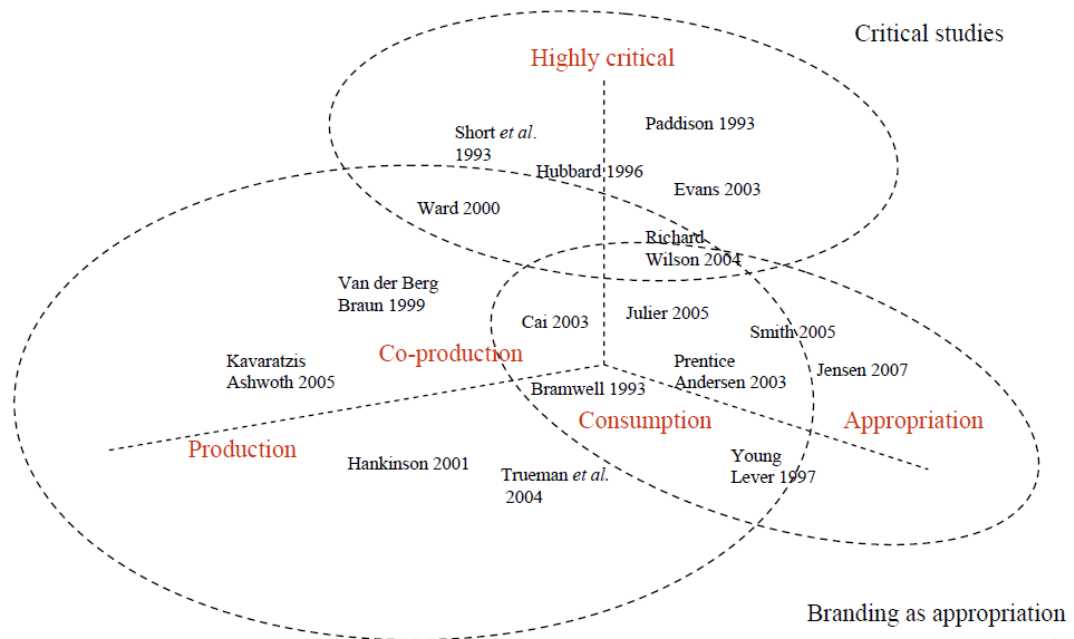 Critical studies
Highly critical
Paddison 1993
Short et al.
1993
Hubbard 1996
Evans 2003
Ward 2000
Richard
Wilson 2004
Van der Berg
Braun 1999
Cai 2003
Julier 2005
Smith 2005
Co-production
Kavaratzis
Ashwoth 2005
Prentice
Andersen 2003
Jensen 2007
Bramwell 1993
Consumption
Appropriation
Production
Hankinson 2001
Trueman et al.
2004
Young
Lever 1997
Branding as appropriation